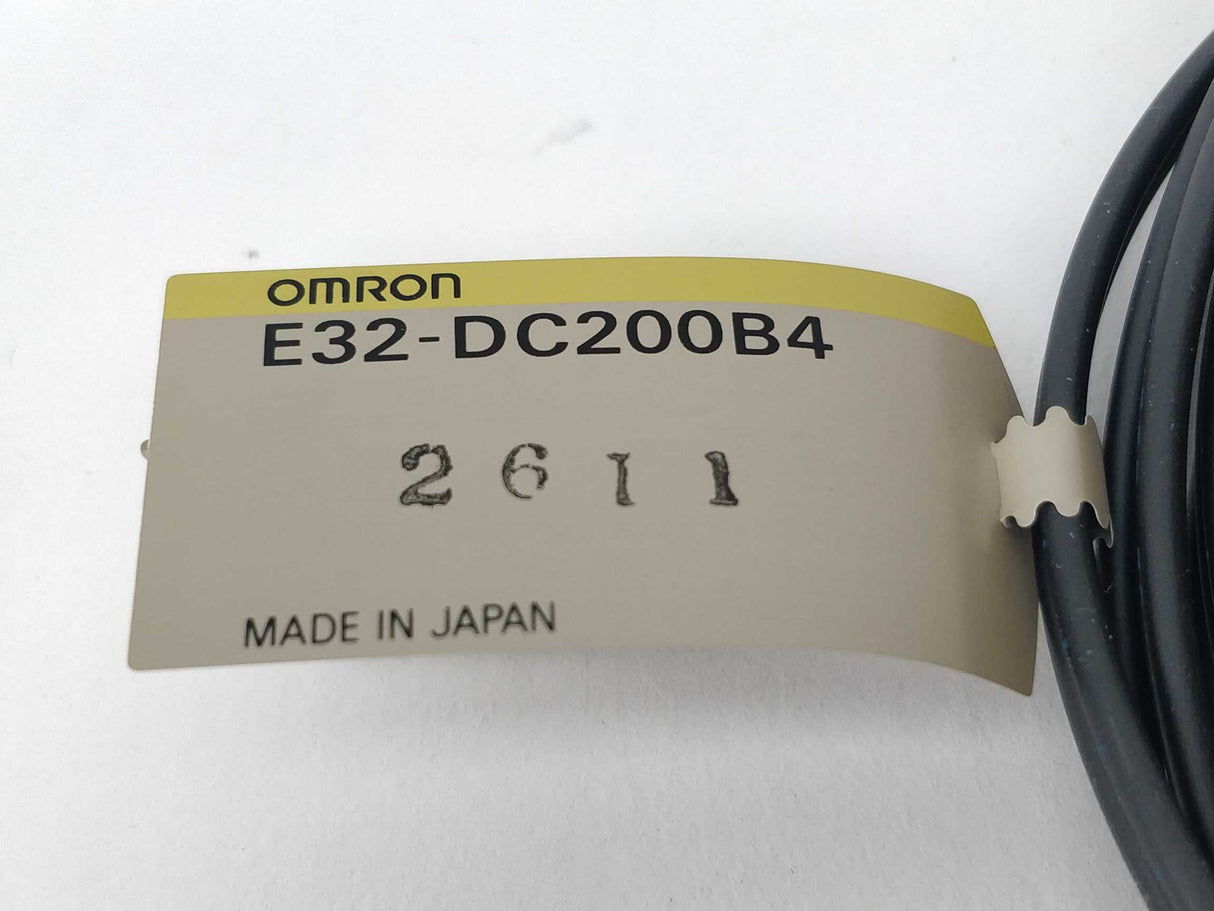 OMRON
E32-DC200B4
2611
MADE IN JAPAN